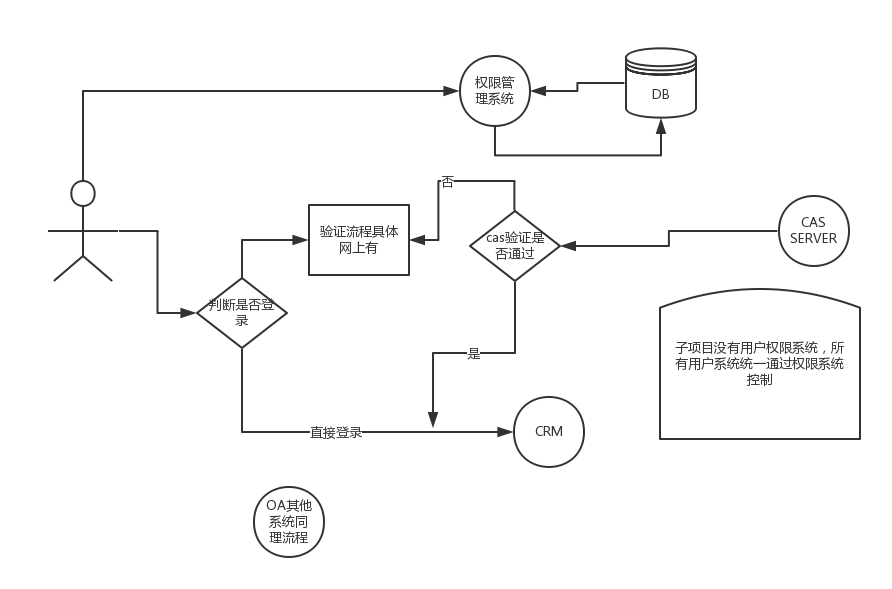 权限管
理系统
DB
否
验证流程具体
网上有
cas验证是
否通过
CAS
SERVER
判断是否登
录
是
子项目没有用户权限系统，所
有用户系统统一通过权限系统
控制
直接登录
CRM
OA其他
系统同
理流程